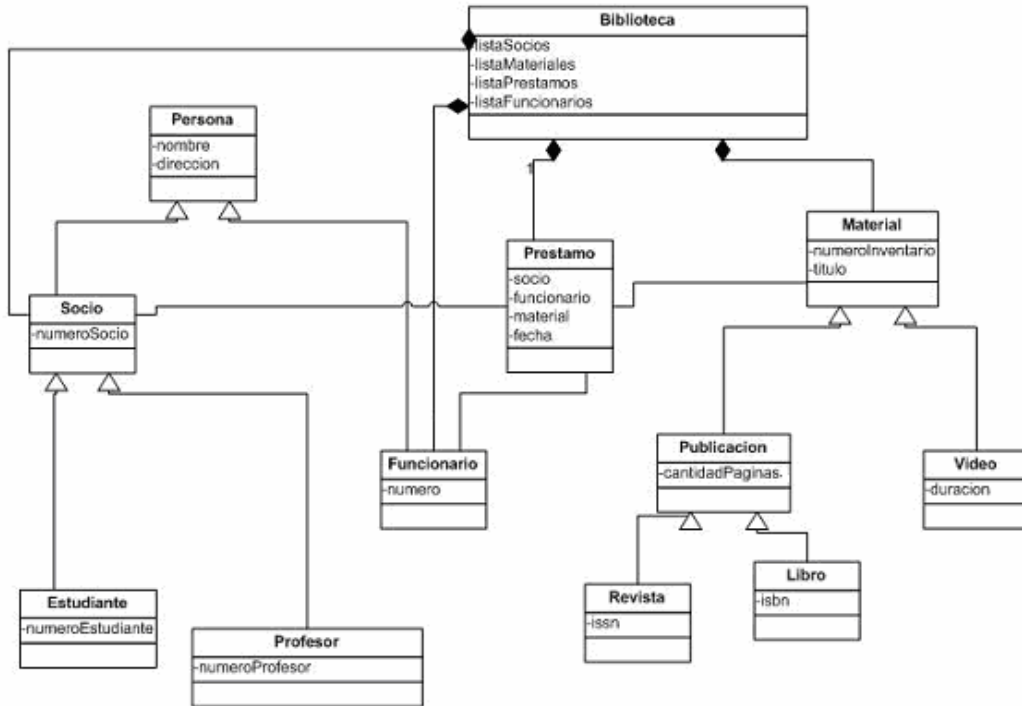 Biblioteca
-listaSocios
-listaMateriales
-listaPrestamos
-listaFuncionarios
Persona
-nombre
-direccion
1
Material
-numeroInventario
-titulo
Prestamo
-socio
-funcionario
-material
-fecha
Socio
-numeroSocio
Funcionario
-numero
Publicacion
-cantidadPaginas.
Video
-duracion
Revista
-issn
Libro
-isbn
Estudiante
-numeroEstudiante
Profesor
-numeroProfesor